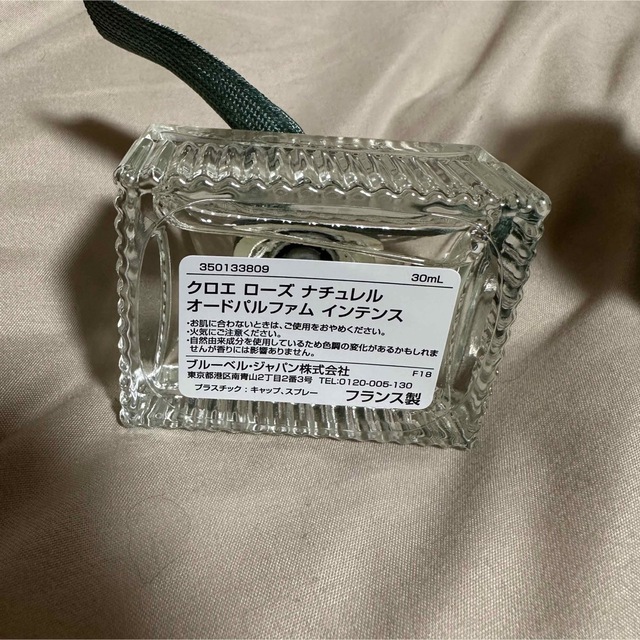 350133809 30mL
クロエ ローズ ナチュレル
オードパルファム インテンス
・お肌に合わないときは、ご使用をおやめください。
・火気にご注意ください。
・自然由来成分を使用しているため色調の変化があるかもしれま
せんが香りには影響ありません。
ブルーベル・ジャパン株式会社 F18
東京都港区南青山2丁目2番3号 TEL:0120-005-130
プラスチック：キャップ、スプレー フランス製